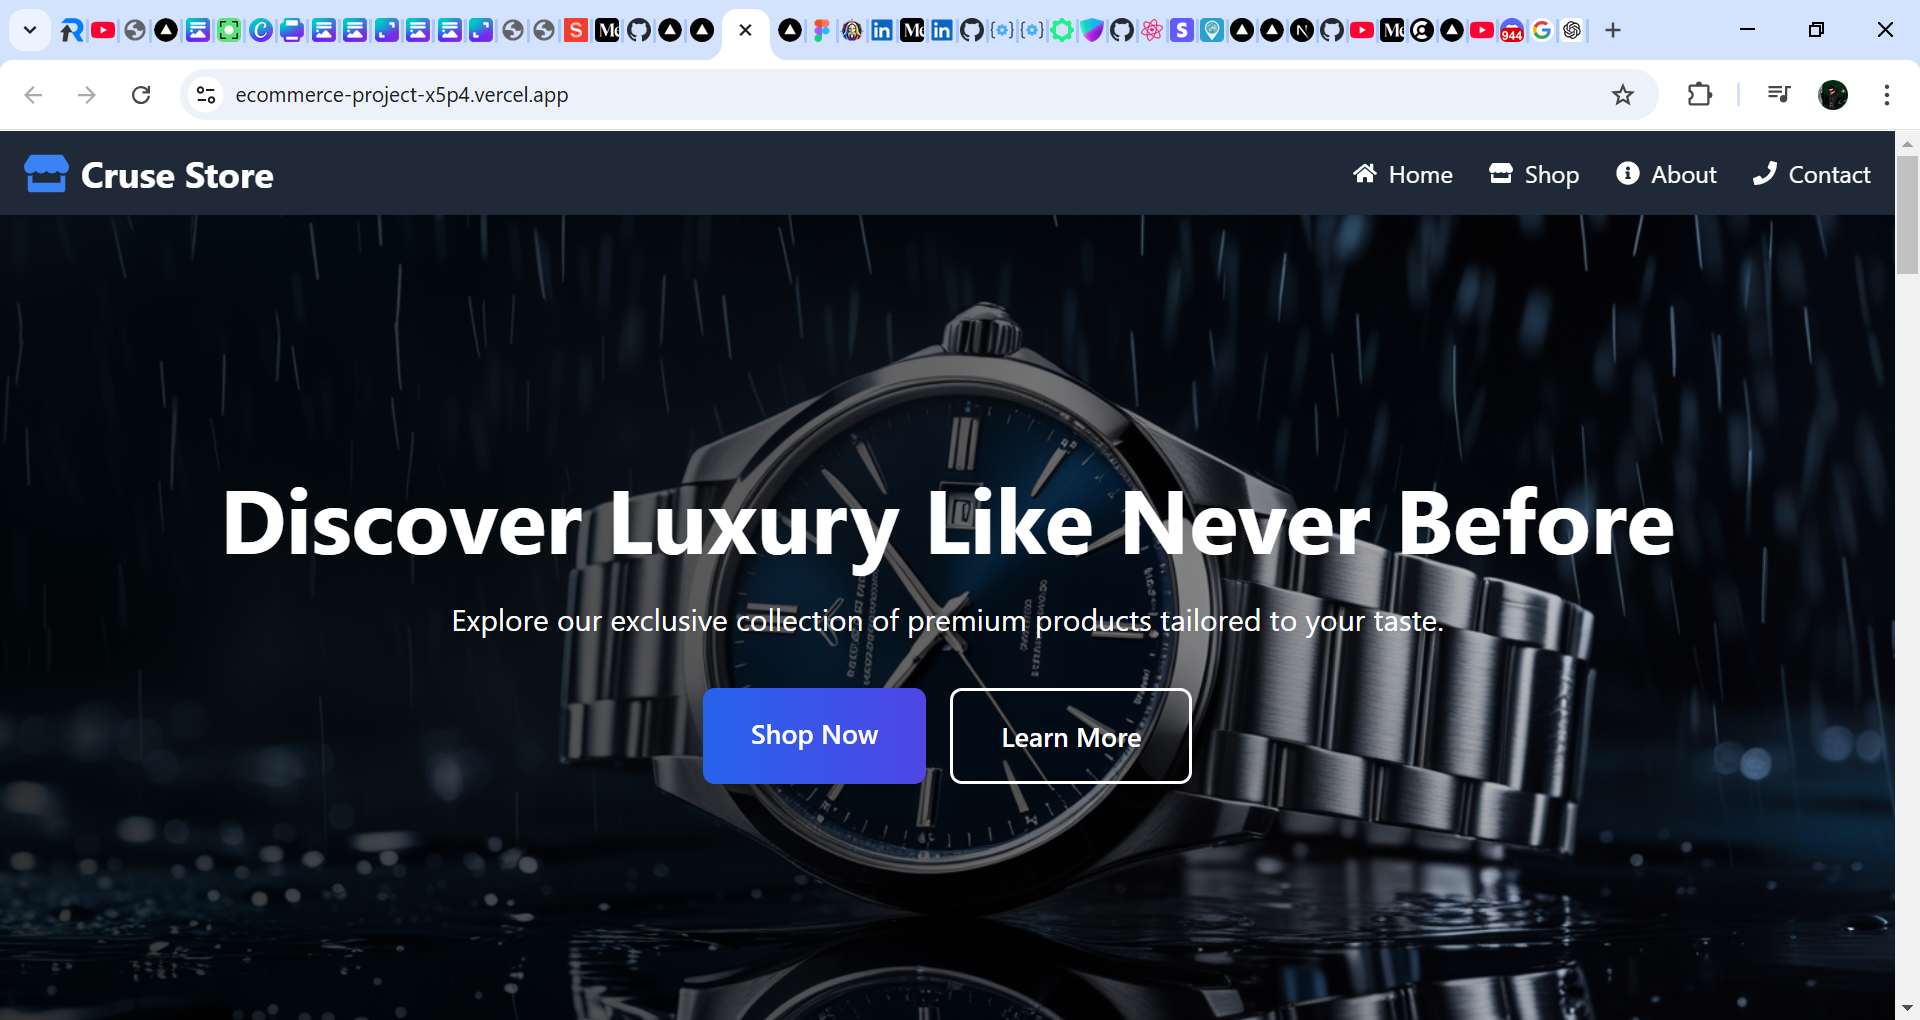 ecommerce-project-x5p4.vercel.app
944
Cruse Store
Home
Shop
About
Contact
Discover Luxury Like Never Before
Explore our exclusive collection of premium products tailored to your taste.
Shop Now
Learn More